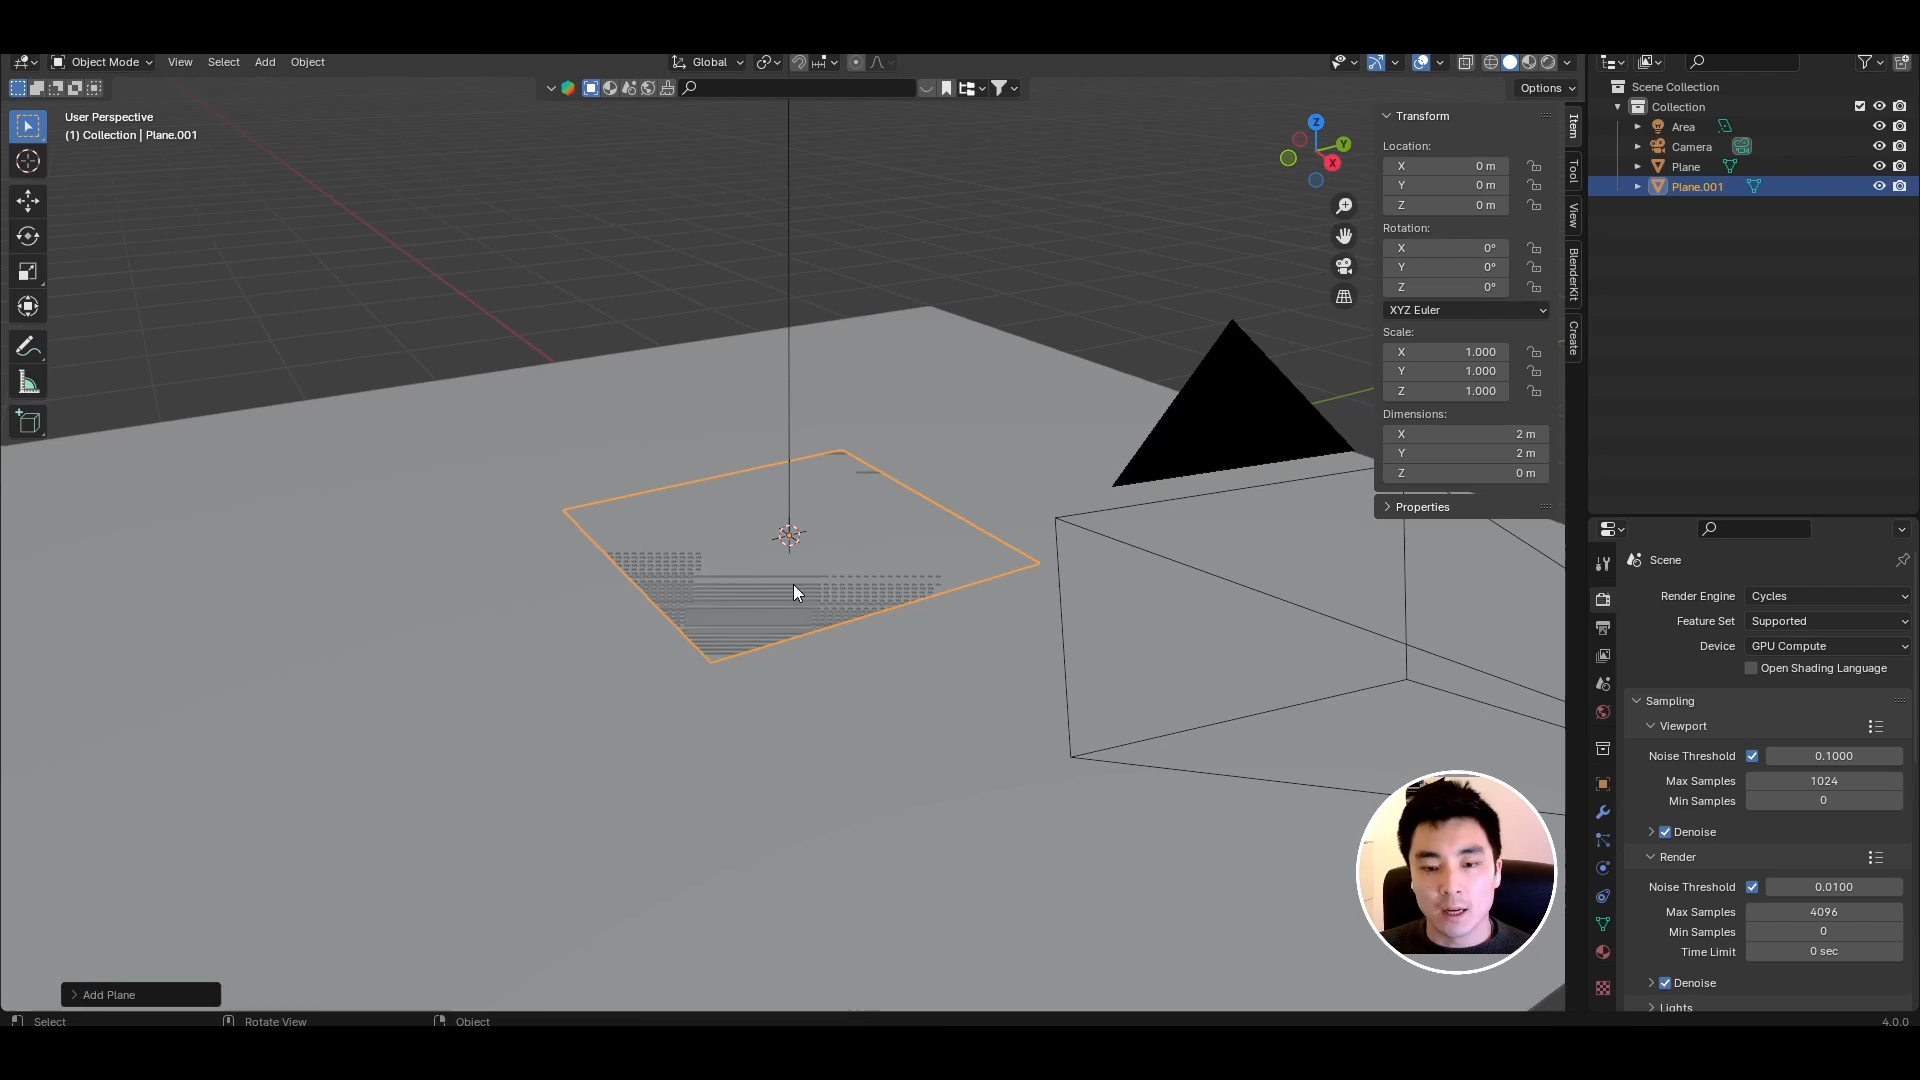 Object Mode View Select Add Object Global
Options
User Perspective
(1) Collection | Plane.001
Z
Y
X
Transform
Location:
X 0 m
Y 0 m
Z 0 m
Rotation:
X 0°
Y 0°
Z 0°
XYZ Euler
Scale:
X 1.000
Y 1.000
Z 1.000
Dimensions:
X 2 m
Y 2 m
Z 0 m
Properties
Item
Tool
View
BlenderKit
Create
Scene Collection
Collection
Area
Camera
Plane
Plane.001
Scene
Render Engine Cycles
Feature Set Supported
Device GPU Compute
Open Shading Language
Sampling
Viewport
Noise Threshold 0.1000
Max Samples 1024
Min Samples 0
Denoise
Render
Noise Threshold 0.0100
Max Samples 4096
Min Samples 0
Time Limit 0 sec
Denoise
Lights
Add Plane
Select Rotate View Object 4.0.0